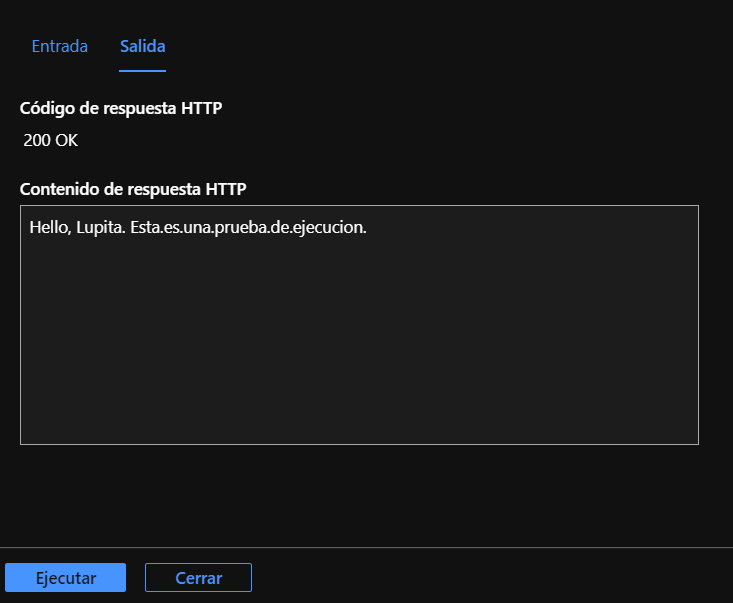 Entrada Salida
Código de respuesta HTTP
200 OK
Contenido de respuesta HTTP
Hello, Lupita. Esta.es.una.prueba.de.ejecucion.
Ejecutar Cerrar